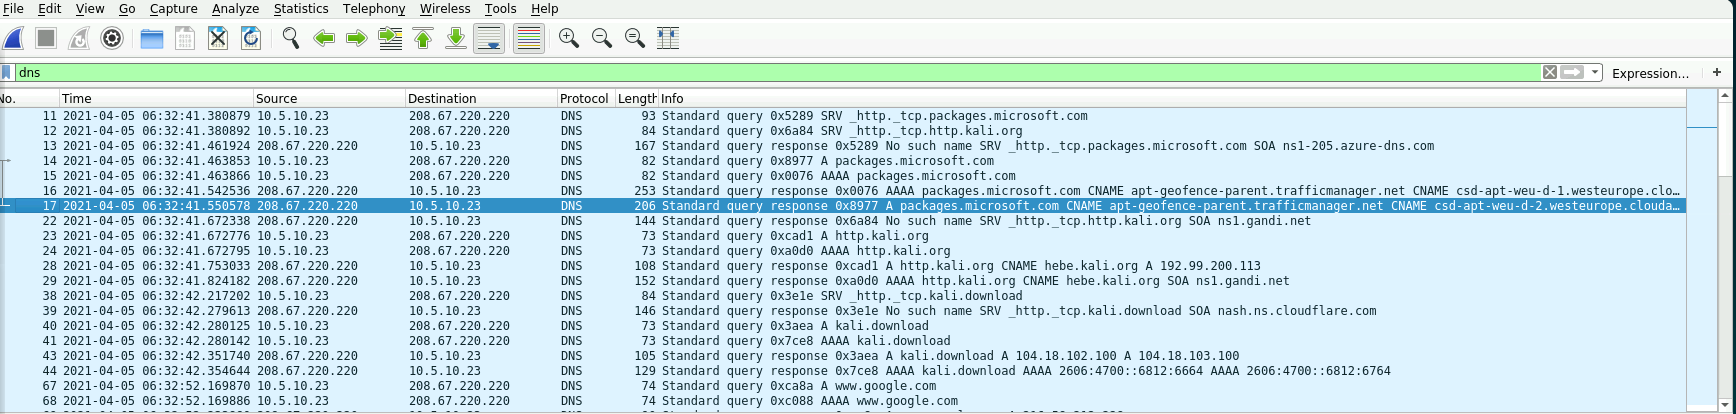 File Edit View Go Capture Analyze Statistics Telephony Wireless Tools Help
dns Expression… +
No. Time Source Destination Protocol Length Info
11 2021-04-05 06:32:41.380879 10.5.10.23 208.67.220.220 DNS 93 Standard query 0x5289 SRV _http._tcp.packages.microsoft.com
12 2021-04-05 06:32:41.380892 10.5.10.23 208.67.220.220 DNS 84 Standard query 0x6a84 SRV _http._tcp.http.kali.org
13 2021-04-05 06:32:41.461924 208.67.220.220 10.5.10.23 DNS 167 Standard query response 0x5289 No such name SRV _http._tcp.packages.microsoft.com SOA ns1-205.azure-dns.com
14 2021-04-05 06:32:41.463853 10.5.10.23 208.67.220.220 DNS 82 Standard query 0x8977 A packages.microsoft.com
15 2021-04-05 06:32:41.463866 10.5.10.23 208.67.220.220 DNS 82 Standard query 0x0076 AAAA packages.microsoft.com
16 2021-04-05 06:32:41.542536 208.67.220.220 10.5.10.23 DNS 253 Standard query response 0x0076 AAAA packages.microsoft.com CNAME apt-geofence-parent.trafficmanager.net CNAME csd-apt-weu-d-1.westeurope.clo…
17 2021-04-05 06:32:41.550578 208.67.220.220 10.5.10.23 DNS 206 Standard query response 0x8977 A packages.microsoft.com CNAME apt-geofence-parent.trafficmanager.net CNAME csd-apt-weu-d-2.westeurope.clouda…
22 2021-04-05 06:32:41.672338 208.67.220.220 10.5.10.23 DNS 144 Standard query response 0x6a84 No such name SRV _http._tcp.http.kali.org SOA ns1.gandi.net
23 2021-04-05 06:32:41.672776 10.5.10.23 208.67.220.220 DNS 73 Standard query 0xcad1 A http.kali.org
24 2021-04-05 06:32:41.672795 10.5.10.23 208.67.220.220 DNS 73 Standard query 0xa0d0 AAAA http.kali.org
28 2021-04-05 06:32:41.753033 208.67.220.220 10.5.10.23 DNS 108 Standard query response 0xcad1 A http.kali.org CNAME hebe.kali.org A 192.99.200.113
29 2021-04-05 06:32:41.824182 208.67.220.220 10.5.10.23 DNS 152 Standard query response 0xa0d0 AAAA http.kali.org CNAME hebe.kali.org SOA ns1.gandi.net
38 2021-04-05 06:32:42.217202 10.5.10.23 208.67.220.220 DNS 84 Standard query 0x3e1e SRV _http._tcp.kali.download
39 2021-04-05 06:32:42.279613 208.67.220.220 10.5.10.23 DNS 146 Standard query response 0x3e1e No such name SRV _http._tcp.kali.download SOA nash.ns.cloudflare.com
40 2021-04-05 06:32:42.280125 10.5.10.23 208.67.220.220 DNS 73 Standard query 0x3aea A kali.download
41 2021-04-05 06:32:42.280142 10.5.10.23 208.67.220.220 DNS 73 Standard query 0x7ce8 AAAA kali.download
43 2021-04-05 06:32:42.351740 208.67.220.220 10.5.10.23 DNS 105 Standard query response 0x3aea A kali.download A 104.18.102.100 A 104.18.103.100
44 2021-04-05 06:32:42.354644 208.67.220.220 10.5.10.23 DNS 129 Standard query response 0x7ce8 AAAA kali.download AAAA 2606:4700::6812:6664 AAAA 2606:4700::6812:6764
67 2021-04-05 06:32:52.169870 10.5.10.23 208.67.220.220 DNS 74 Standard query 0xca8a A www.google.com
68 2021-04-05 06:32:52.169886 10.5.10.23 208.67.220.220 DNS 74 Standard query 0xc088 AAAA www.google.com